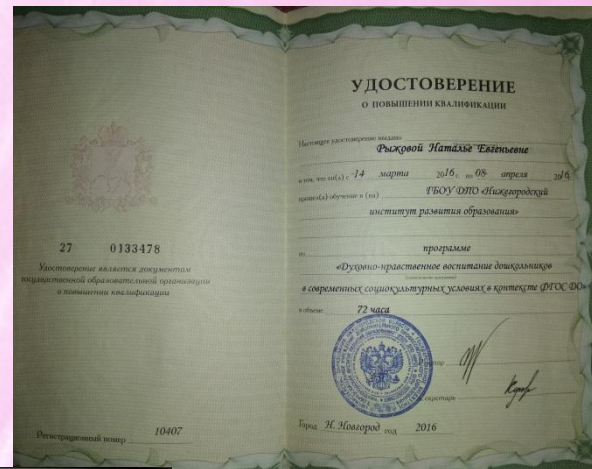 27 0133478
Удостоверение является документом
государственной образовательной организации
о повышении квалификации
Регистрационный номер 10407
УДОСТОВЕРЕНИЕ
О ПОВЫШЕНИИ КВАЛИФИКАЦИИ
Настоящее удостоверение выдано
Рыжовой Наталье Евгеньевне
в том, что он(а) с «14 марта 2016 г. по «08» апреля 2016
прошел(а) обучение в (на) ГБОУ ДПО «Нижегородский
институт развития образования»
по программе
«Духовно-нравственное воспитание дошкольников
в современных социокультурных условиях в контексте ФГОС ДО»
в объеме 72 часа
Ректор
Секретарь
Город Н. Новгород год 2016